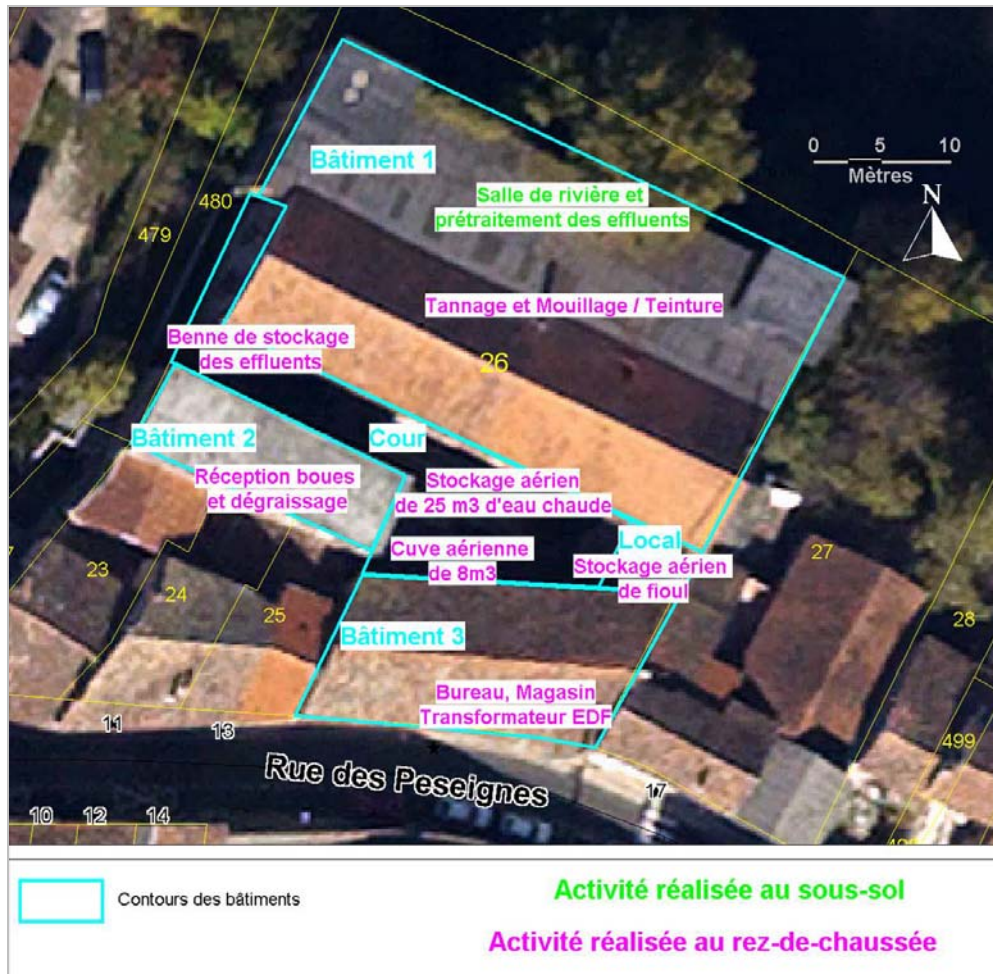 Bâtiment 1
Salle de rivière et
prétraitement des effluents
0 5 10
Mètres
N
480
479
Tannage et Mouillage / Teinture
Benne de stockage
des effluents
26
Bâtiment 2
Cour
Réception boues
et dégraissage
Stockage aérien
de 25 m3 d'eau chaude
Cuve aérienne
de 8m3
Local
Stockage aérien
de fioul
27
23
24
25
28
Bâtiment 3
Bureau, Magasin
Transformateur EDF
499
11
13
Rue des Peseignes
17
10
12
14
Contours des bâtiments
Activité réalisée au sous-sol
Activité réalisée au rez-de-chaussée